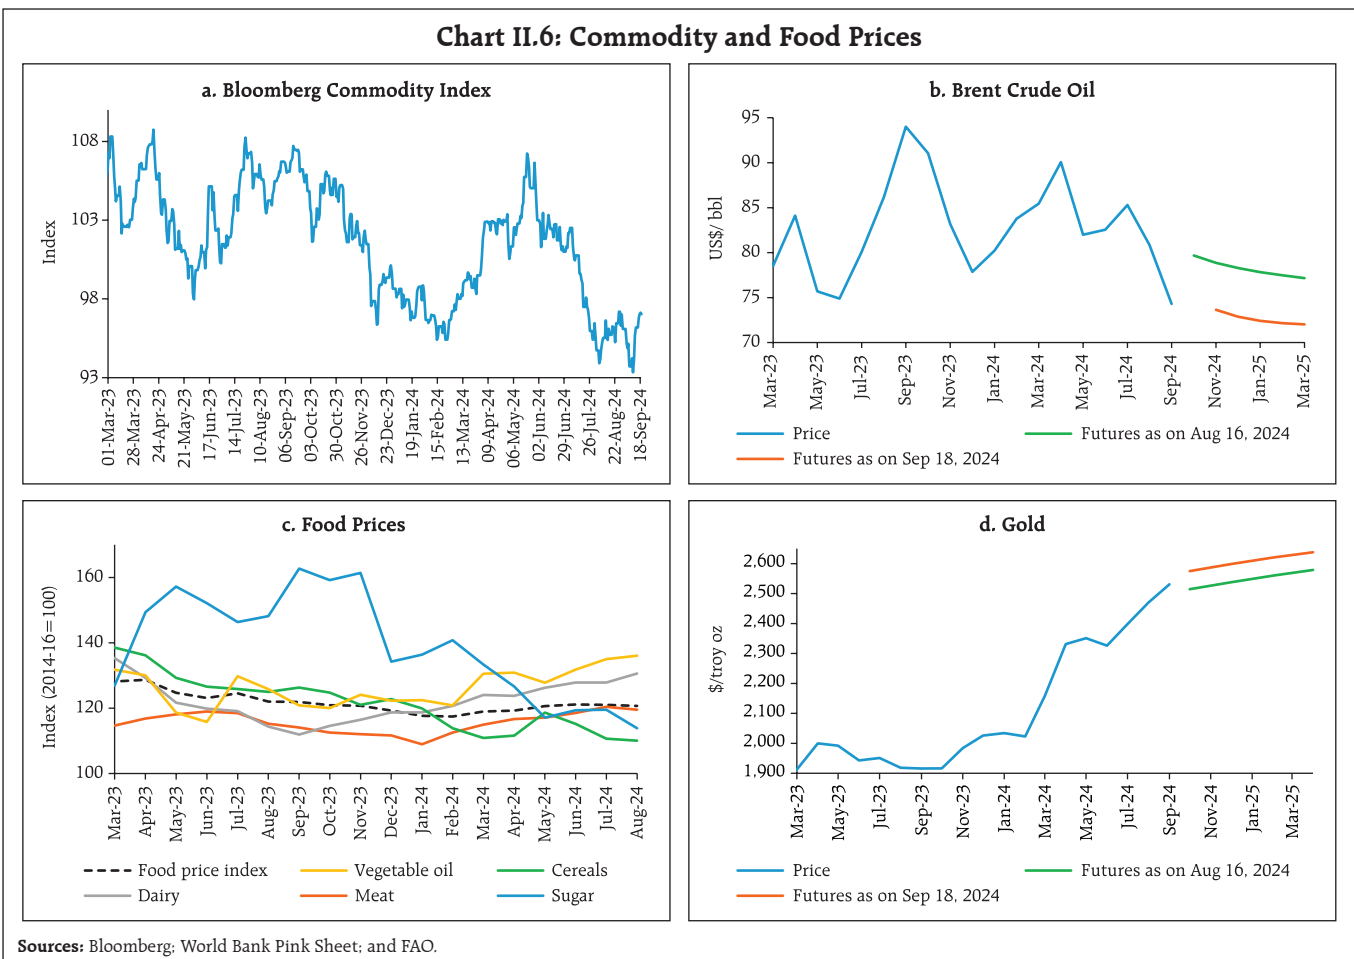 Chart II.6: Commodity and Food Prices
a. Bloomberg Commodity Index
Index
108
103
98
93
01-Mar-23
28-Mar-23
24-Apr-23
21-May-23
17-Jun-23
14-Jul-23
10-Aug-23
06-Sep-23
03-Oct-23
30-Oct-23
26-Nov-23
23-Dec-23
19-Jan-24
15-Feb-24
13-Mar-24
09-Apr-24
06-May-24
02-Jun-24
29-Jun-24
26-Jul-24
22-Aug-24
18-Sep-24
b. Brent Crude Oil
US$/ bbl
95
90
85
80
75
70
Mar-23
May-23
Jul-23
Sep-23
Nov-23
Jan-24
Mar-24
May-24
Jul-24
Sep-24
Nov-24
Jan-25
Mar-25
Price
Futures as on Aug 16, 2024
Futures as on Sep 18, 2024
c. Food Prices
Index (2014-16=100)
160
140
120
100
Mar-23
Apr-23
May-23
Jun-23
Jul-23
Aug-23
Sep-23
Oct-23
Nov-23
Dec-23
Jan-24
Feb-24
Mar-24
Apr-24
May-24
Jun-24
Jul-24
Aug-24
Food price index
Vegetable oil
Cereals
Dairy
Meat
Sugar
d. Gold
$/troy oz
2,600
2,500
2,400
2,300
2,200
2,100
2,000
1,900
Mar-23
May-23
Jul-23
Sep-23
Nov-23
Jan-24
Mar-24
May-24
Jul-24
Sep-24
Nov-24
Jan-25
Mar-25
Price
Futures as on Aug 16, 2024
Futures as on Sep 18, 2024
Sources: Bloomberg; World Bank Pink Sheet; and FAO.